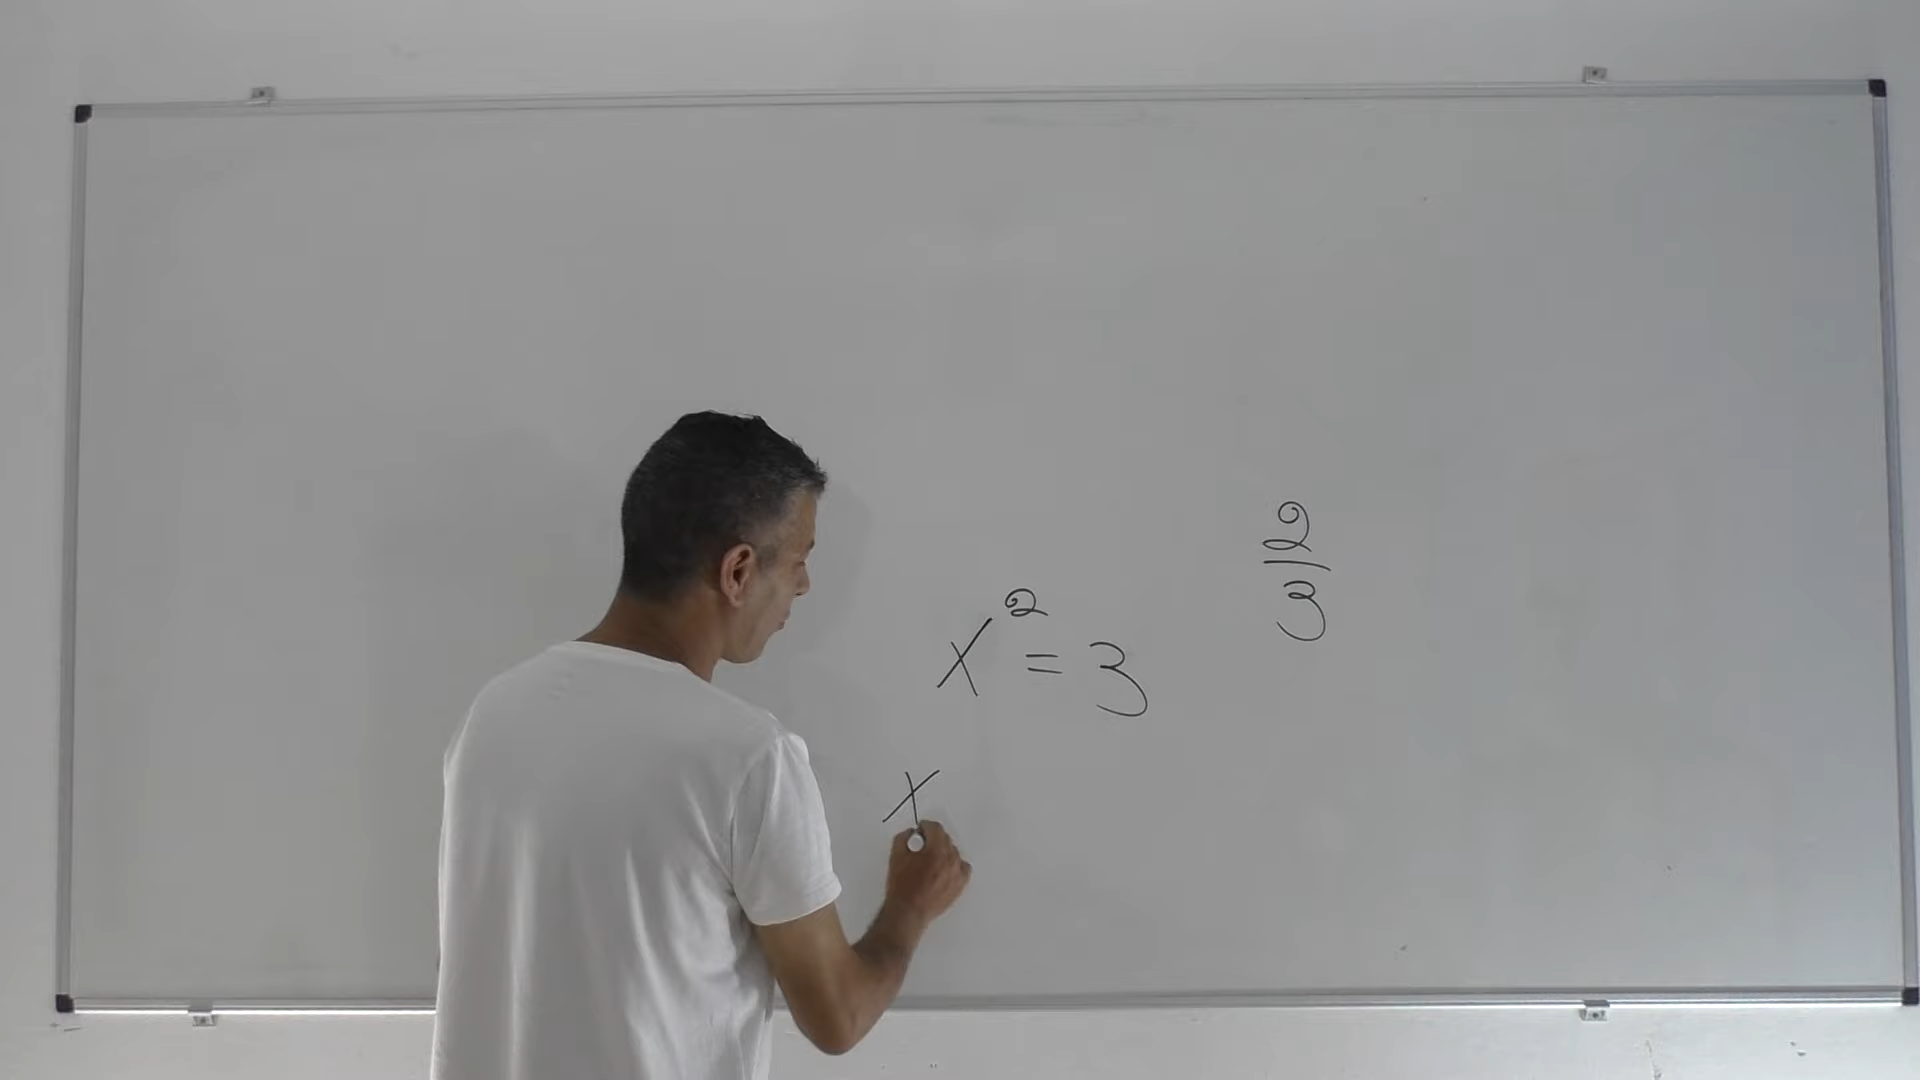 x² = 3
2/3
x